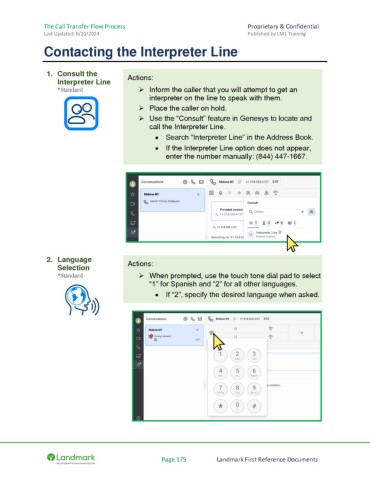 The Call Transfer Flow Process
Proprietary & Confidential
Last Updated: 6/20/2024
Published by LM1 Training
Contacting the Interpreter Line
1. Consult the
Interpreter Line
*Standard
Actions:
➢ Inform the caller that you will attempt to get an
interpreter on the line to speak with them.
➢ Place the caller on hold.
➢ Use the "Consult" feature in Genesys to locate and
call the Interpreter Line.
• Search "Interpreter Line" in the Address Book.
• If the Interpreter Line option does not appear,
enter the number manually: (844) 447-1667.
Conversations
Consult
2. Language
Selection
*Standard
Actions:
➢ When prompted, use the touch tone dial pad to select
"1" for Spanish and "2" for all other languages.
• If "2", specify the desired language when asked.
Conversations
1 2 3
4 5 6
7 8 9
* 0 #
Landmark
Page 175
Landmark First Reference Documents